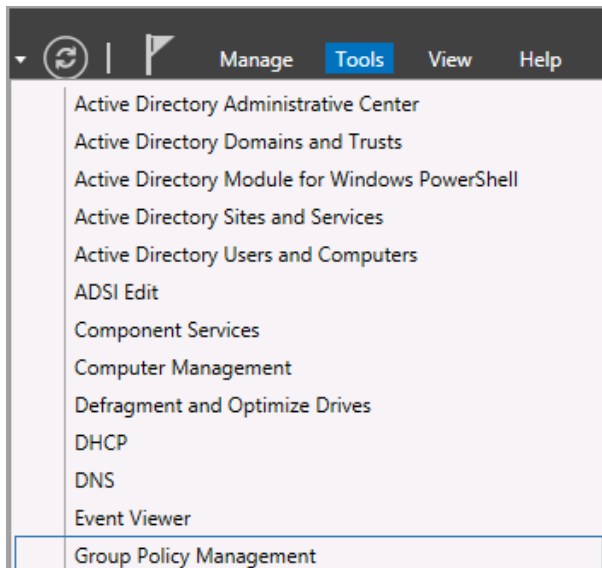 Manage Tools View Help
Active Directory Administrative Center
Active Directory Domains and Trusts
Active Directory Module for Windows PowerShell
Active Directory Sites and Services
Active Directory Users and Computers
ADSI Edit
Component Services
Computer Management
Defragment and Optimize Drives
DHCP
DNS
Event Viewer
Group Policy Management